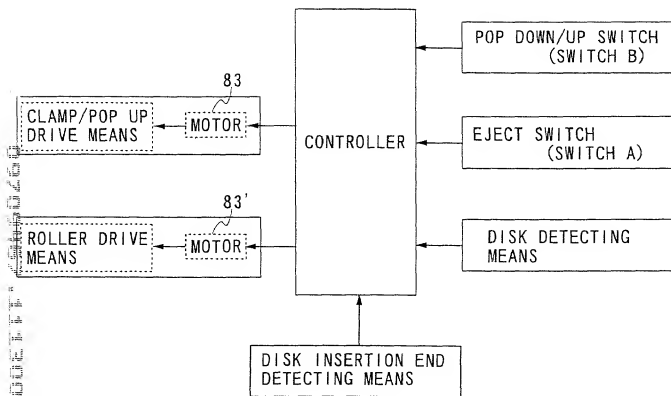 POP DOWN/UP SWITCH
(SWITCH B)
83
CLAMP/POP UP
DRIVE MEANS
MOTOR
CONTROLLER
EJECT SWITCH
(SWITCH A)
83'
ROLLER DRIVE
MEANS
MOTOR
DISK DETECTING
MEANS
DISK INSERTION END
DETECTING MEANS